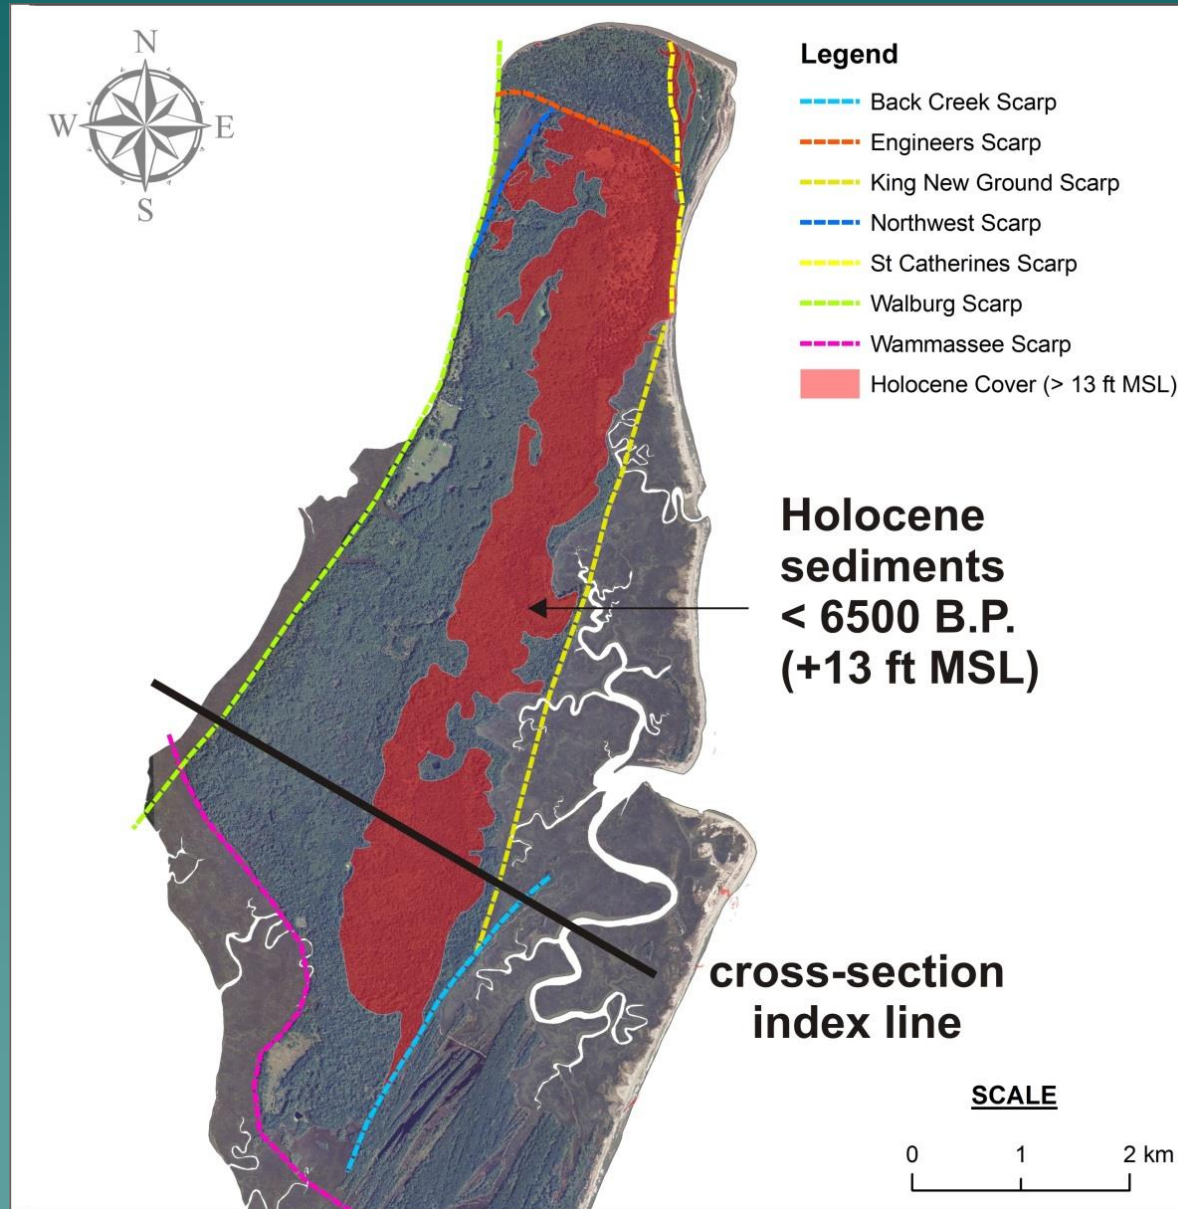 N
W
E
S
Legend
Back Creek Scarp
Engineers Scarp
King New Ground Scarp
Northwest Scarp
St Catherines Scarp
Walburg Scarp
Wammassee Scarp
Holocene Cover (> 13 ft MSL)
Holocene
sediments
< 6500 B.P.
(+13 ft MSL)
cross-section
index line
SCALE
0 1 2 km